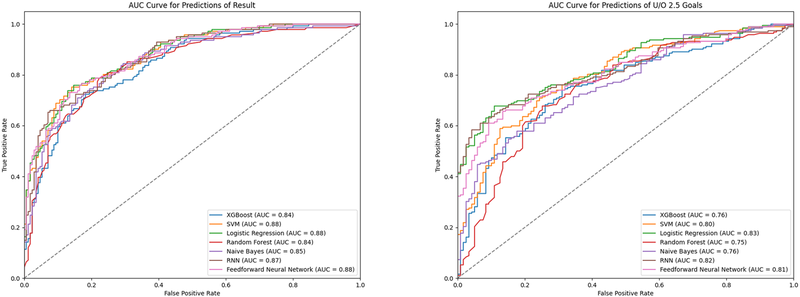 AUC Curve for Predictions of Result
1.0
0.8
0.6
0.4
0.2
0.0
True Positive Rate
XGBoost (AUC = 0.84)
SVM (AUC = 0.88)
Logistic Regression (AUC = 0.88)
Random Forest (AUC = 0.84)
Naive Bayes (AUC = 0.85)
RNN (AUC = 0.87)
Feedforward Neural Network (AUC = 0.88)
0.0 0.2 0.4 0.6 0.8 1.0
False Positive Rate
AUC Curve for Predictions of U/O 2.5 Goals
1.0
0.8
0.6
0.4
0.2
0.0
True Positive Rate
XGBoost (AUC = 0.76)
SVM (AUC = 0.80)
Logistic Regression (AUC = 0.83)
Random Forest (AUC = 0.75)
Naive Bayes (AUC = 0.76)
RNN (AUC = 0.82)
Feedforward Neural Network (AUC = 0.81)
0.0 0.2 0.4 0.6 0.8 1.0
False Positive Rate